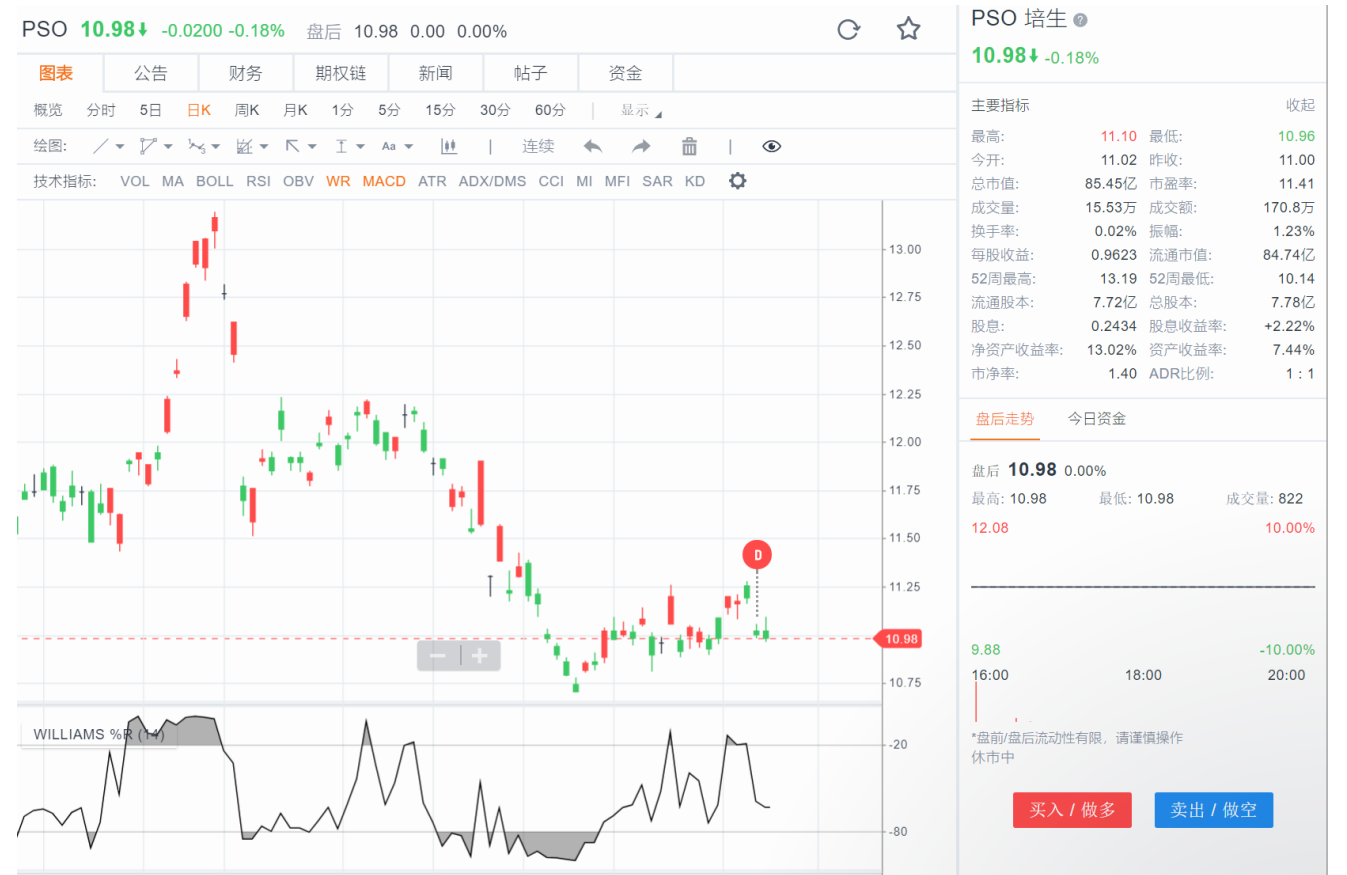 PSO 10.98 -0.0200 -0.18% 盘后 10.98 0.00 0.00%
图表 公告 财务 期权链 新闻 帖子 资金
概览 分时 5日 日K 周K 月K 1分 5分 15分 30分 60分 | 显示
绘图: Aa | 连续 |
技术指标: VOL MA BOLL RSI OBV WR MACD ATR ADX/DMS CCI MI MFI SAR KD
13.00
12.75
12.50
12.25
12.00
11.75
11.50
D
11.25
10.98
10.75
WILLIAMS %R (14)
-20
-80
PSO 培生 ?
10.98 -0.18%
主要指标 收起
最高: 11.10 最低: 10.96
今开: 11.02 昨收: 11.00
总市值: 85.45亿 市盈率: 11.41
成交量: 15.53万 成交额: 170.8万
换手率: 0.02% 振幅: 1.23%
每股收益: 0.9623 流通市值: 84.74亿
52周最高: 13.19 52周最低: 10.14
流通股本: 7.72亿 总股本: 7.78亿
股息: 0.2434 股息收益率: +2.22%
净资产收益率: 13.02% 资产收益率: 7.44%
市净率: 1.40 ADR比例: 1 : 1
盘后走势 今日资金
盘后 10.98 0.00%
最高: 10.98 最低: 10.98 成交量: 822
12.08 10.00%
9.88 -10.00%
16:00 18:00 20:00
*盘前/盘后流动性有限，请谨慎操作
休市中
买入 / 做多 卖出 / 做空